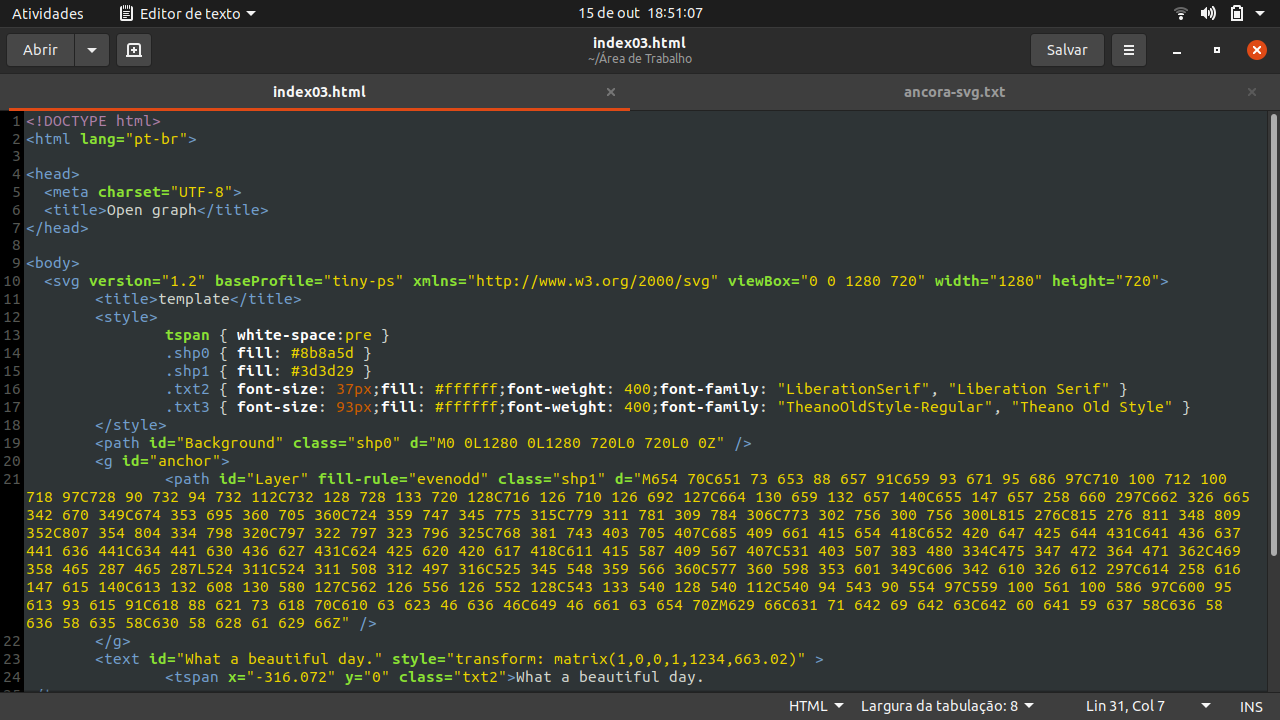 Atividades Editor de texto 15 de out 18:51:07
Abrir index03.html Salvar
~/Área de Trabalho
index03.html ancora-svg.txt
1 <!DOCTYPE html>
2 <html lang="pt-br">
3
4 <head>
5 <meta charset="UTF-8">
6 <title>Open graph</title>
7 </head>
8
9 <body>
10 <svg version="1.2" baseProfile="tiny-ps" xmlns="http://www.w3.org/2000/svg" viewBox="0 0 1280 720" width="1280" height="720">
11 <title>template</title>
12 <style>
13 tspan { white-space:pre }
14 .shp0 { fill: #8b8a5d }
15 .shp1 { fill: #3d3d29 }
16 .txt2 { font-size: 37px;fill: #ffffff;font-weight: 400;font-family: "LiberationSerif", "Liberation Serif" }
17 .txt3 { font-size: 93px;fill: #ffffff;font-weight: 400;font-family: "TheanoOldStyle-Regular", "Theano Old Style" }
18 </style>
19 <path id="Background" class="shp0" d="M0 0L1280 0L1280 720L0 720L0 0Z" />
20 <g id="anchor">
21 <path id="Layer" fill-rule="evenodd" class="shp1" d="M654 70C651 73 653 88 657 91C659 93 671 95 686 97C710 100 712 100
718 97C728 90 732 94 732 112C732 128 728 133 720 128C716 126 710 126 692 127C664 130 659 132 657 140C655 147 657 258 660 297C662 326 665
342 670 349C674 353 695 360 705 360C724 359 747 345 775 315C779 311 781 309 784 306C773 302 756 300 756 300L815 276C815 276 811 348 809
352C807 354 804 334 798 320C797 322 797 323 796 325C768 381 743 403 705 407C685 409 661 415 654 418C652 420 647 425 644 431C641 436 637
441 636 441C634 441 630 436 627 431C624 425 620 420 617 418C611 415 587 409 567 407C531 403 507 383 480 334C475 347 472 364 471 362C469
358 465 287 465 287L524 311C524 311 508 312 497 316C525 345 548 359 566 360C577 360 598 353 601 349C606 342 610 326 612 297C614 258 616
147 615 140C613 132 608 130 580 127C562 126 556 126 552 128C543 133 540 128 540 112C540 94 543 90 554 97C559 100 561 100 586 97C600 95
613 93 615 91C618 88 621 73 618 70C610 63 623 46 636 46C649 46 661 63 654 70ZM629 66C631 71 642 69 642 63C642 60 641 59 637 58C636 58
636 58 635 58C630 58 628 61 629 66Z" />
22 </g>
23 <text id="What a beautiful day." style="transform: matrix(1,0,0,1,1234,663.02)" >
24 <tspan x="-316.072" y="0" class="txt2">What a beautiful day.
HTML Largura da tabulação: 8 Lin 31, Col 7 INS